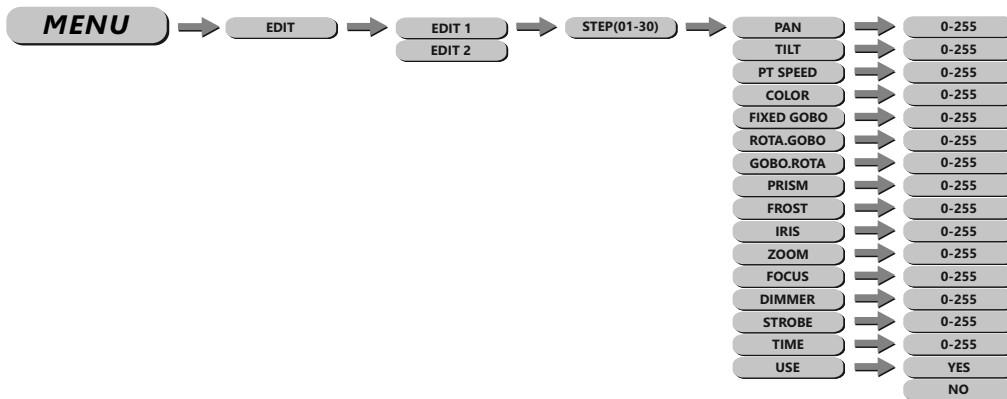 MENU EDIT EDIT 1 STEP(01-30) PAN 0-255
EDIT 2 TILT 0-255
PT SPEED 0-255
COLOR 0-255
FIXED GOBO 0-255
ROTA.GOBO 0-255
GOBO.ROTA 0-255
PRISM 0-255
FROST 0-255
IRIS 0-255
ZOOM 0-255
FOCUS 0-255
DIMMER 0-255
STROBE 0-255
TIME 0-255
USE YES
NO